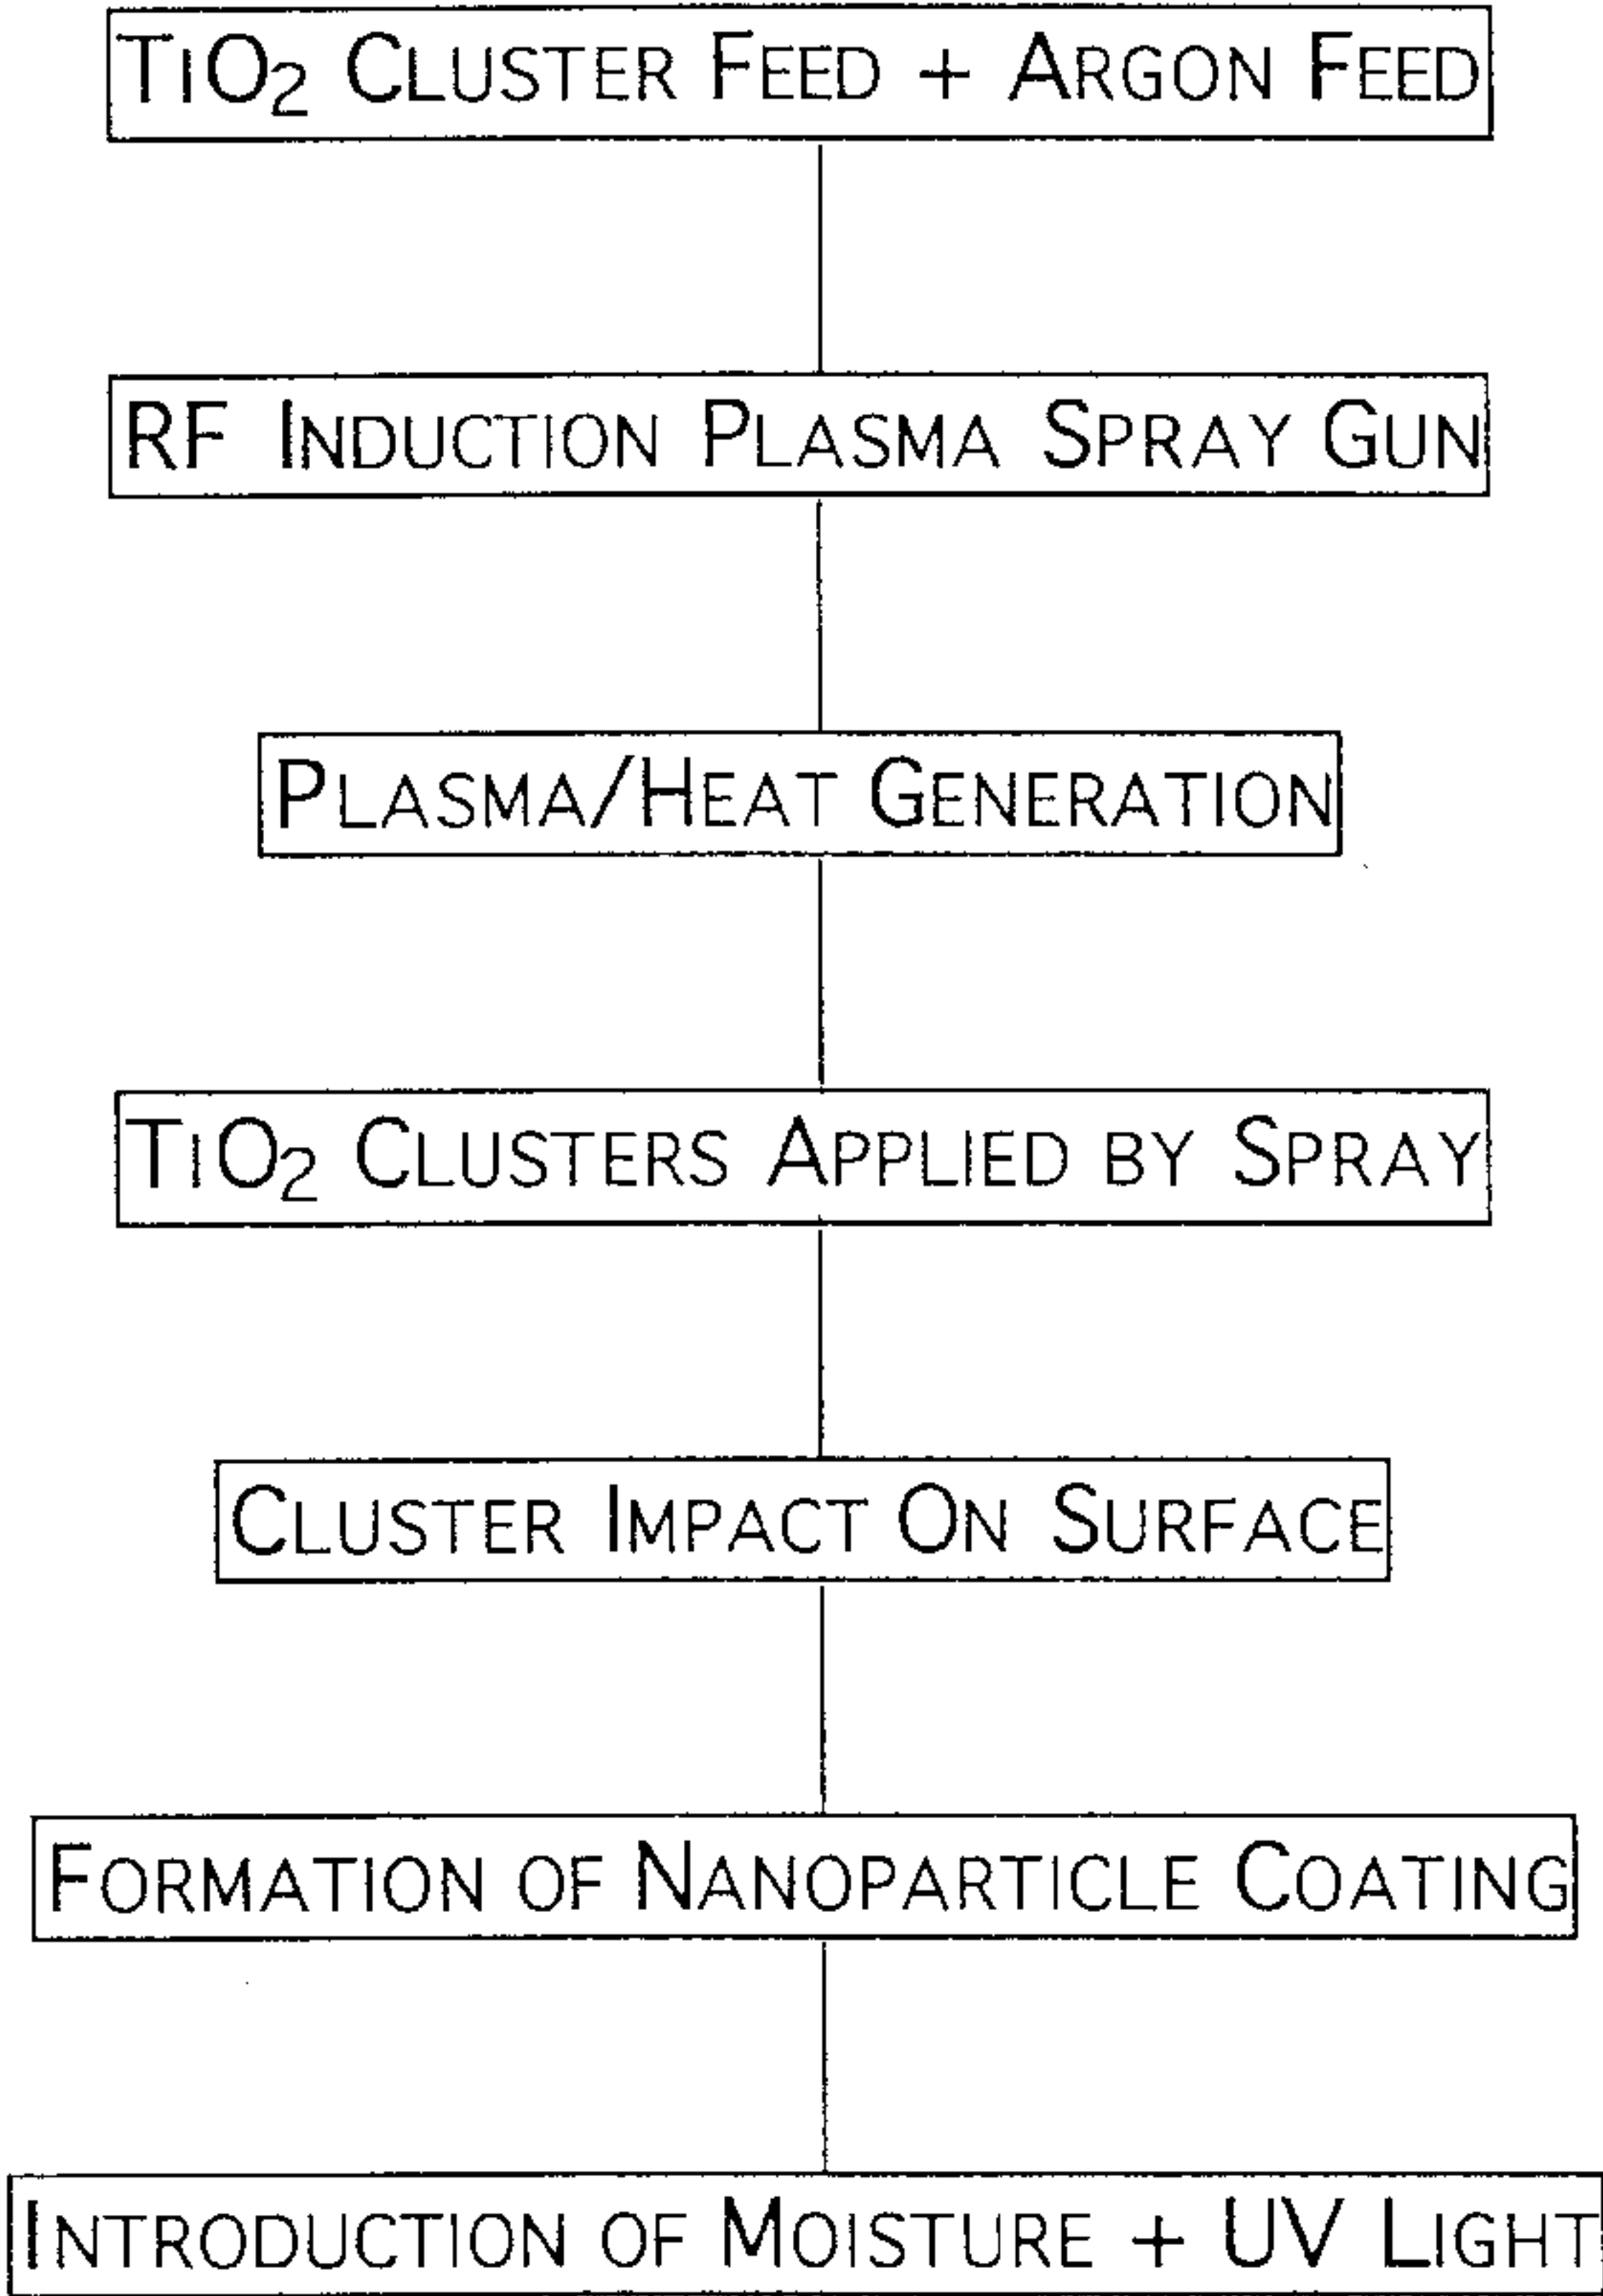 TiO₂ Cluster Feed + Argon Feed
RF Induction Plasma Spray Gun
Plasma/Heat Generation
TiO₂ Clusters Applied by Spray
Cluster Impact On Surface
Formation of Nanoparticle Coating
Introduction of Moisture + UV Light